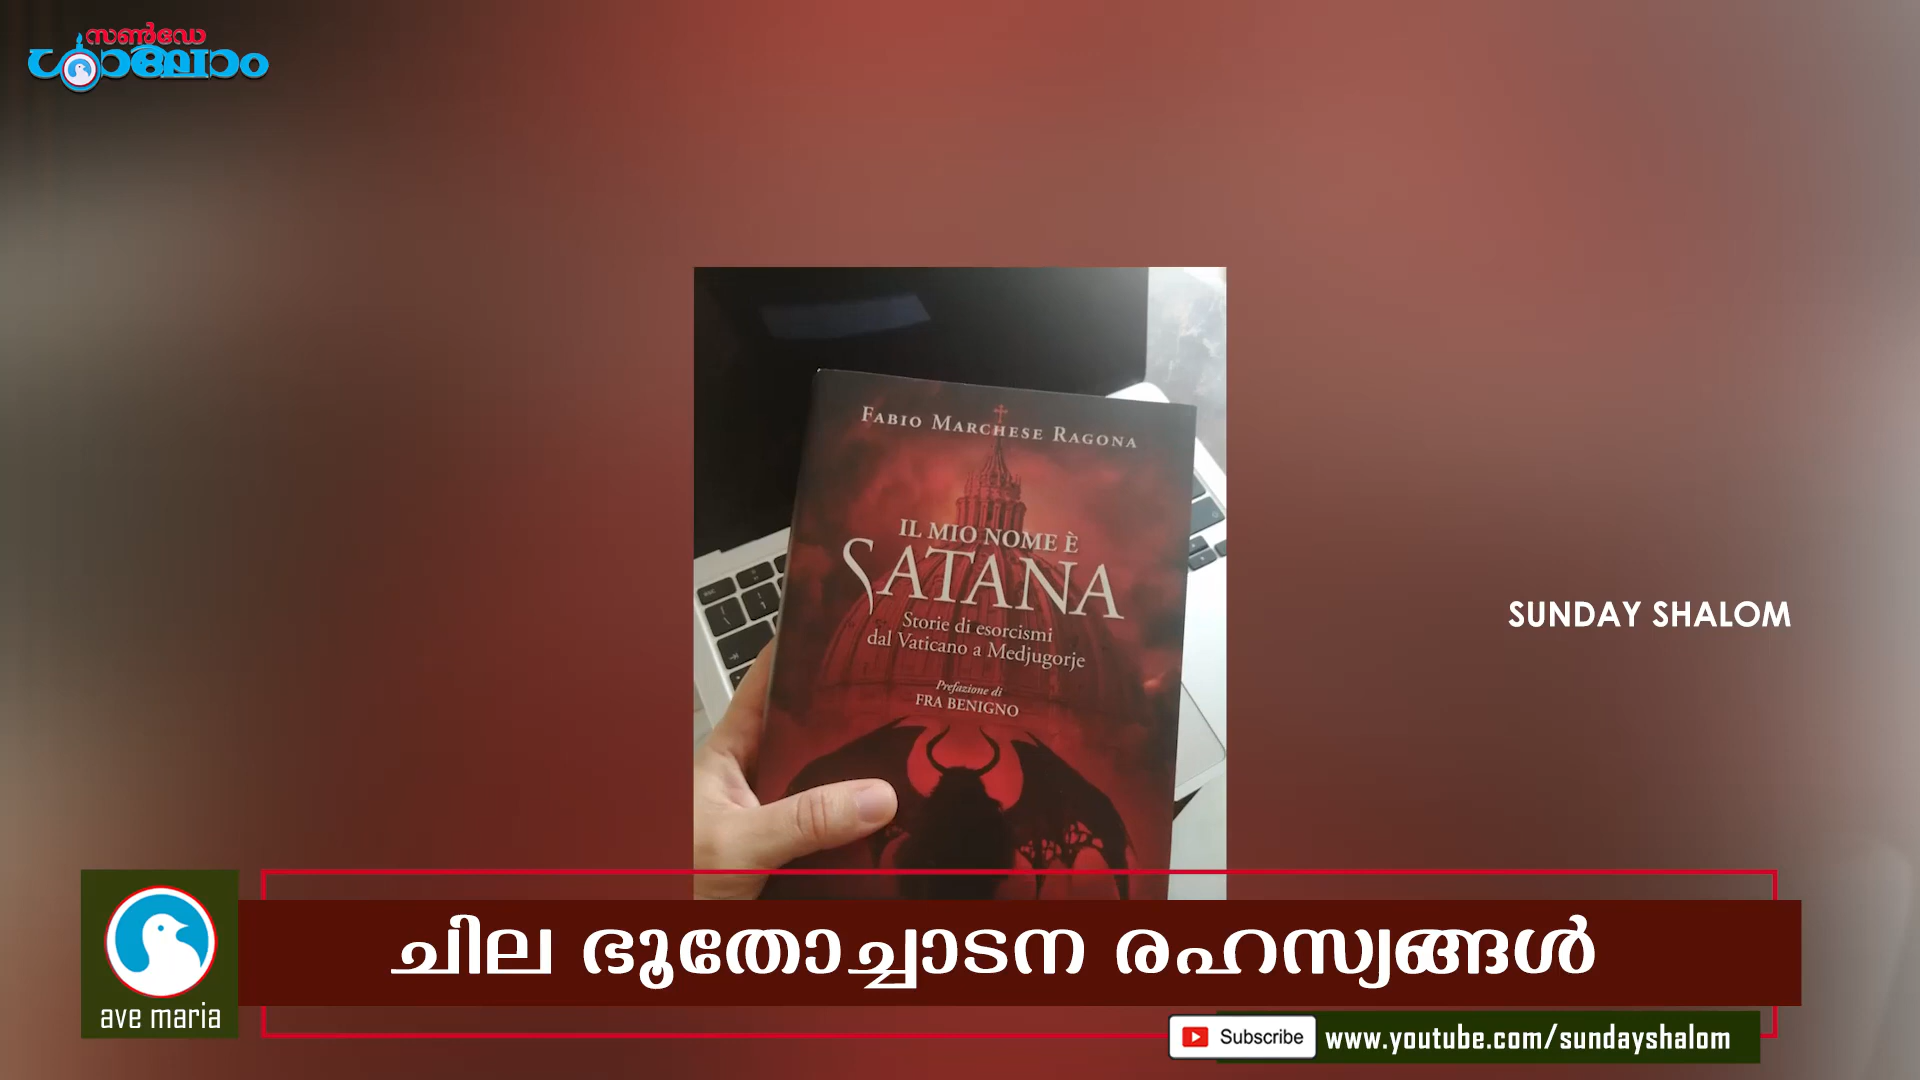 സൺഡേ
ശാലോം
FABIO MARCHESE RAGONA
IL MIO NOME È
SATANA
Storie di esorcismi
dal Vaticano a Medjugorje
Prefazione di
FRA BENIGNO
SUNDAY SHALOM
ചില ഭൂതോച്ചാടന രഹസ്യങ്ങൾ
ave maria
Subscribe www.youtube.com/sundayshalom